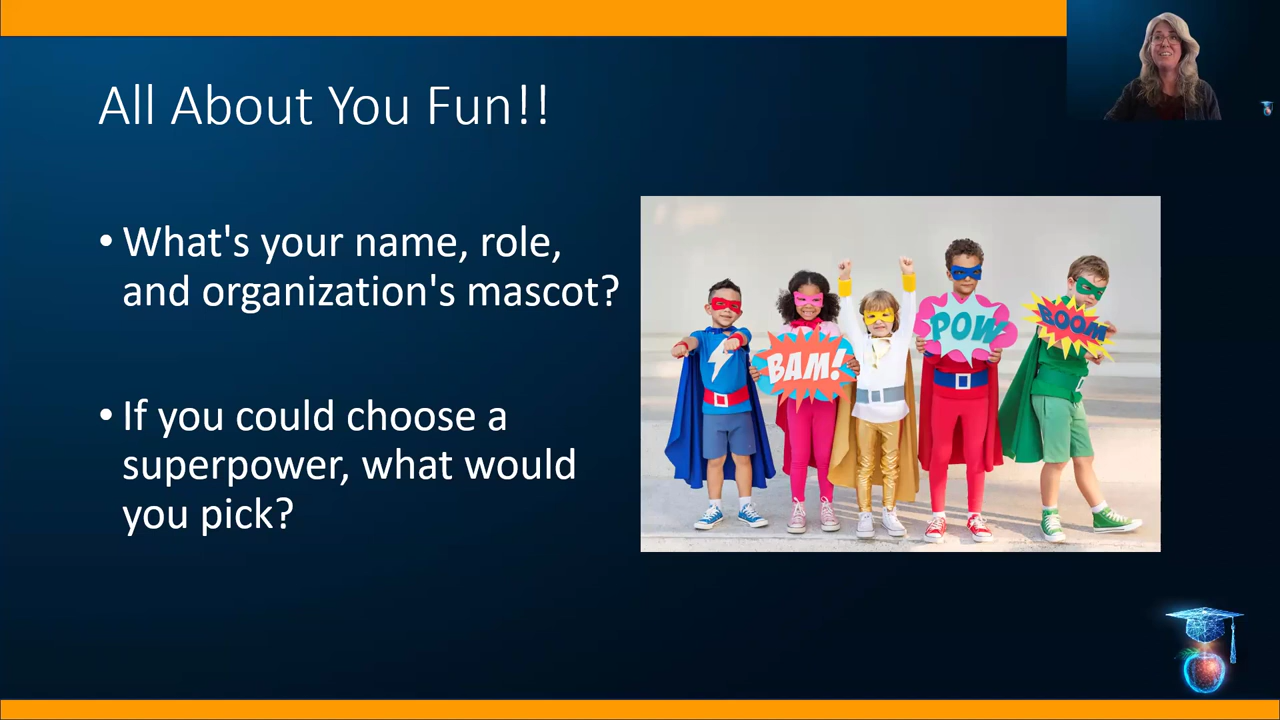 All About You Fun!!
• What's your name, role,
and organization's mascot?
• If you could choose a
superpower, what would
you pick?
BAM!
POW
BOOM